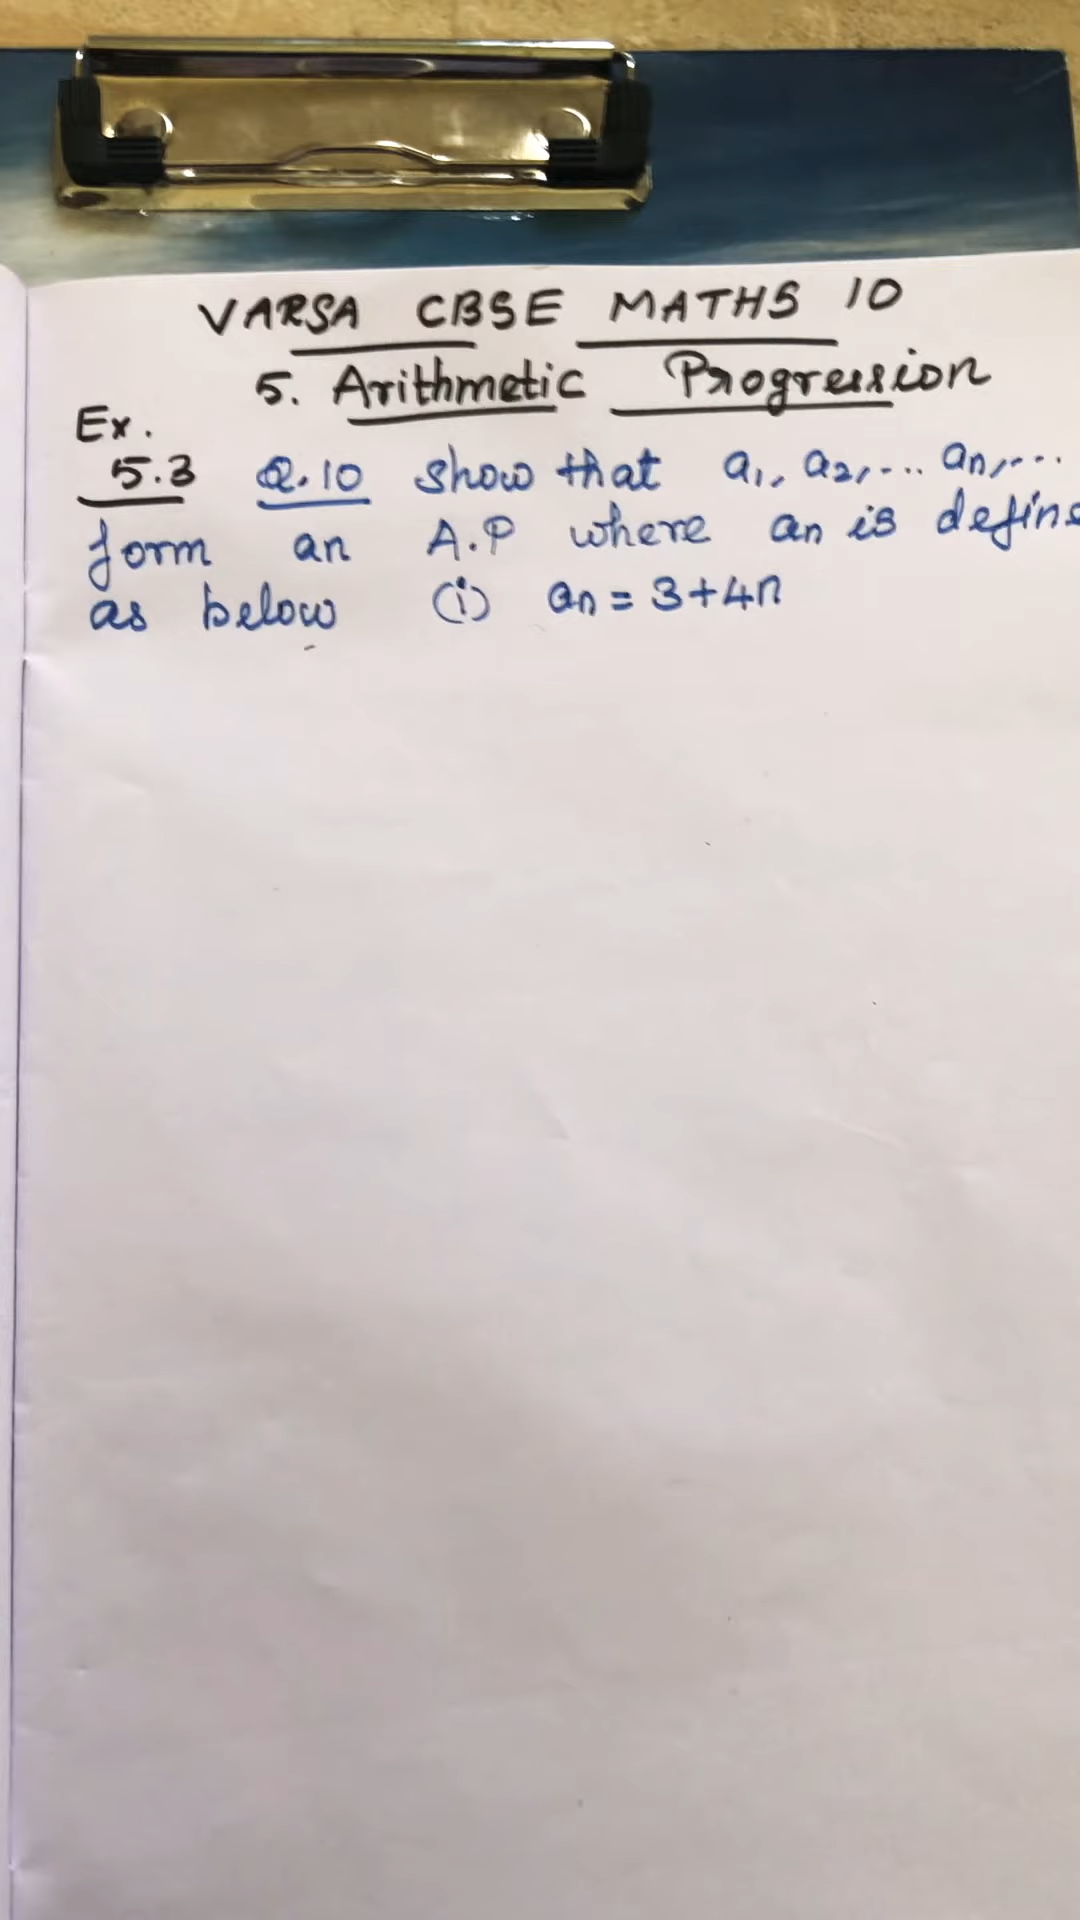 VARSA CBSE MATHS 10
5. Arithmetic Progression
Ex.
5.3 Q.10 show that a1, a2,... an,...
form an A.P where an is define
as below (i) an = 3+4n